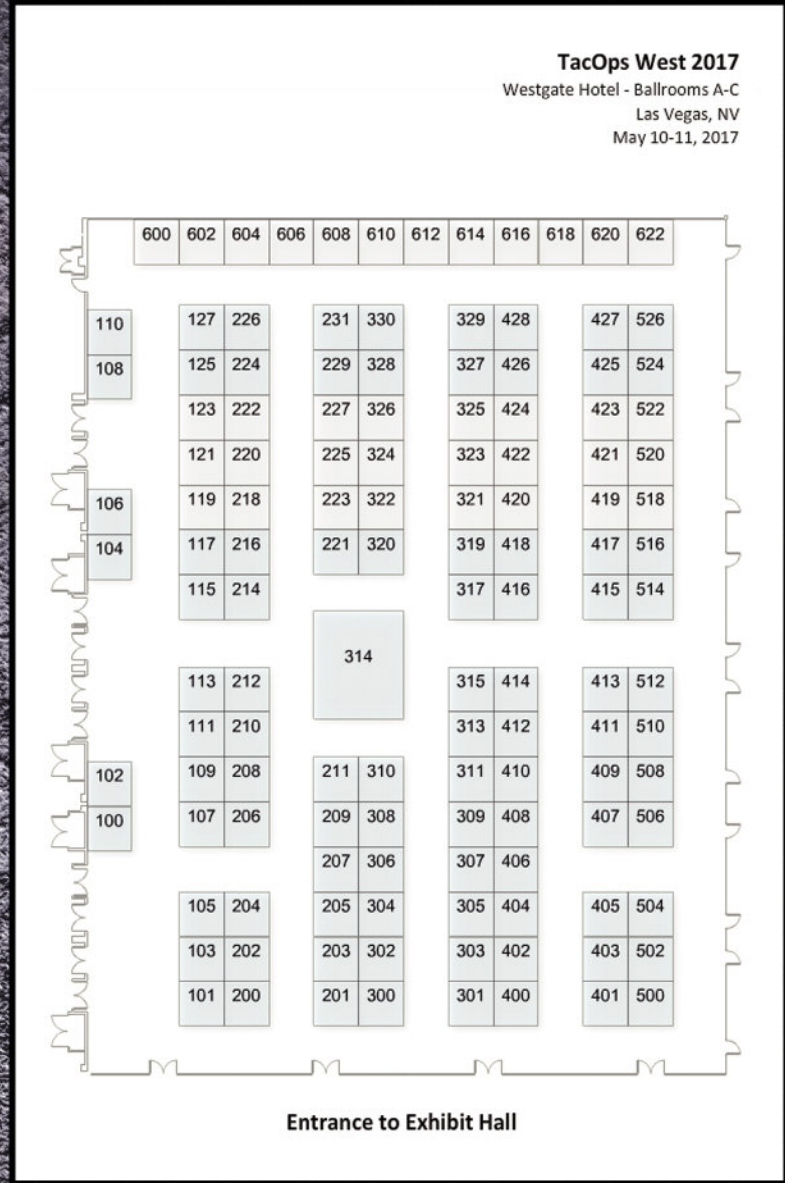 TacOps West 2017
Westgate Hotel - Ballrooms A-C
Las Vegas, NV
May 10-11, 2017
600 602 604 606 608 610 612 614 616 618 620 622
110 127 226 231 330 329 428 427 526
108 125 224 229 328 327 426 425 524
123 222 227 326 325 424 423 522
121 220 225 324 323 422 421 520
106 119 218 223 322 321 420 419 518
104 117 216 221 320 319 418 417 516
115 214 317 416 415 514
314
113 212 315 414 413 512
111 210 313 412 411 510
102 109 208 211 310 311 410 409 508
100 107 206 209 308 309 408 407 506
207 306 307 406
105 204 205 304 305 404 405 504
103 202 203 302 303 402 403 502
101 200 201 300 301 400 401 500
Entrance to Exhibit Hall